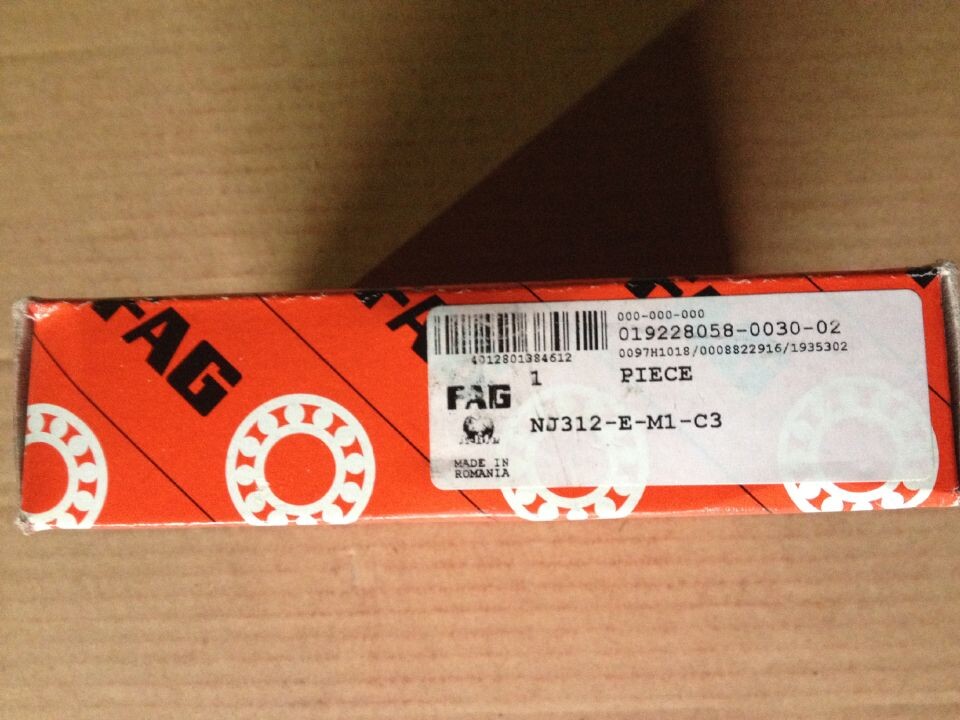 FAG
000-000-000
019228058-0030-02
4012801384612
0097H1018/0008822916/1935302
1 PIECE
FAG
NJ312-E-M1-C3
MADE IN
ROMANIA